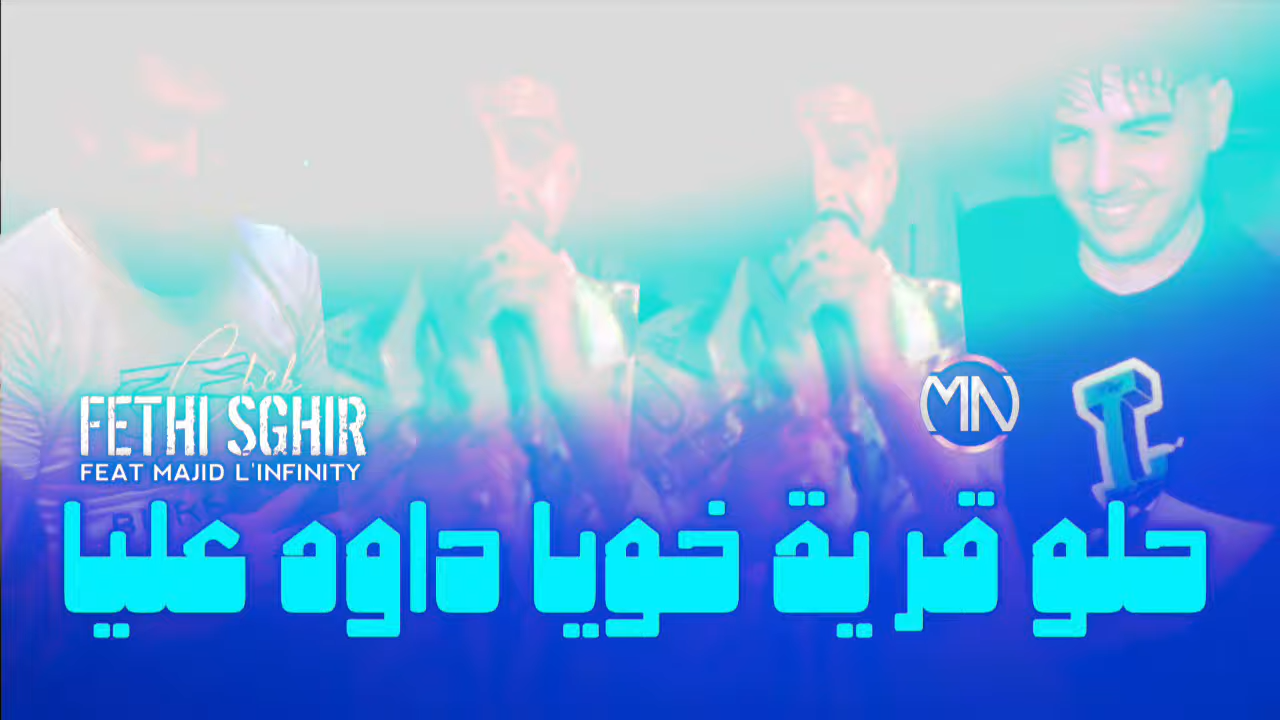 Cheb
FETHI SGHIR
FEAT MAJID L'INFINITY
MN
حلو قرية خويا داوه عليا